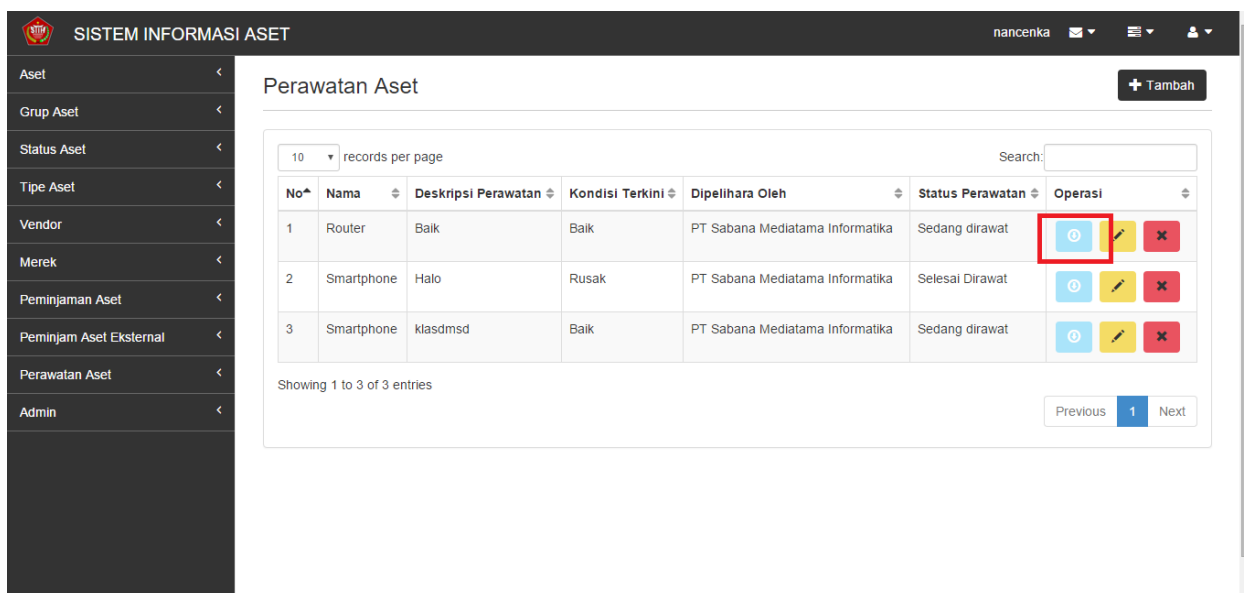 STTH
SISTEM INFORMASI ASET
nancenka
Aset
Grup Aset
Status Aset
Tipe Aset
Vendor
Merek
Peminjaman Aset
Peminjam Aset Eksternal
Perawatan Aset
Admin
Perawatan Aset
Tambah
10 records per page
Search:
No Nama Deskripsi Perawatan Kondisi Terkini Dipelihara Oleh Status Perawatan Operasi
1 Router Baik Baik PT Sabana Mediatama Informatika Sedang dirawat
2 Smartphone Halo Rusak PT Sabana Mediatama Informatika Selesai Dirawat
3 Smartphone klasdmsd Baik PT Sabana Mediatama Informatika Sedang dirawat
Showing 1 to 3 of 3 entries
Previous 1 Next